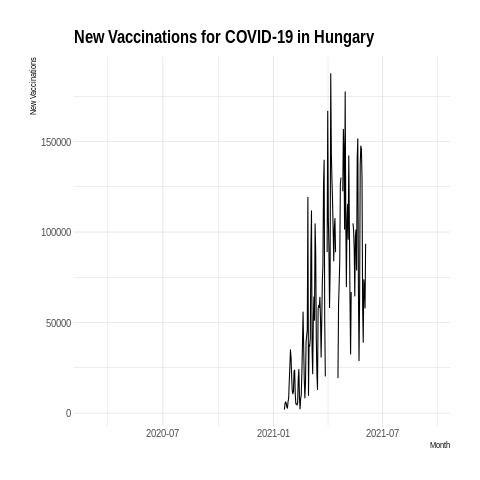 New Vaccinations for COVID-19 in Hungary
New Vaccinations
150000
100000
50000
0
2020-07 2021-01 2021-07
Month